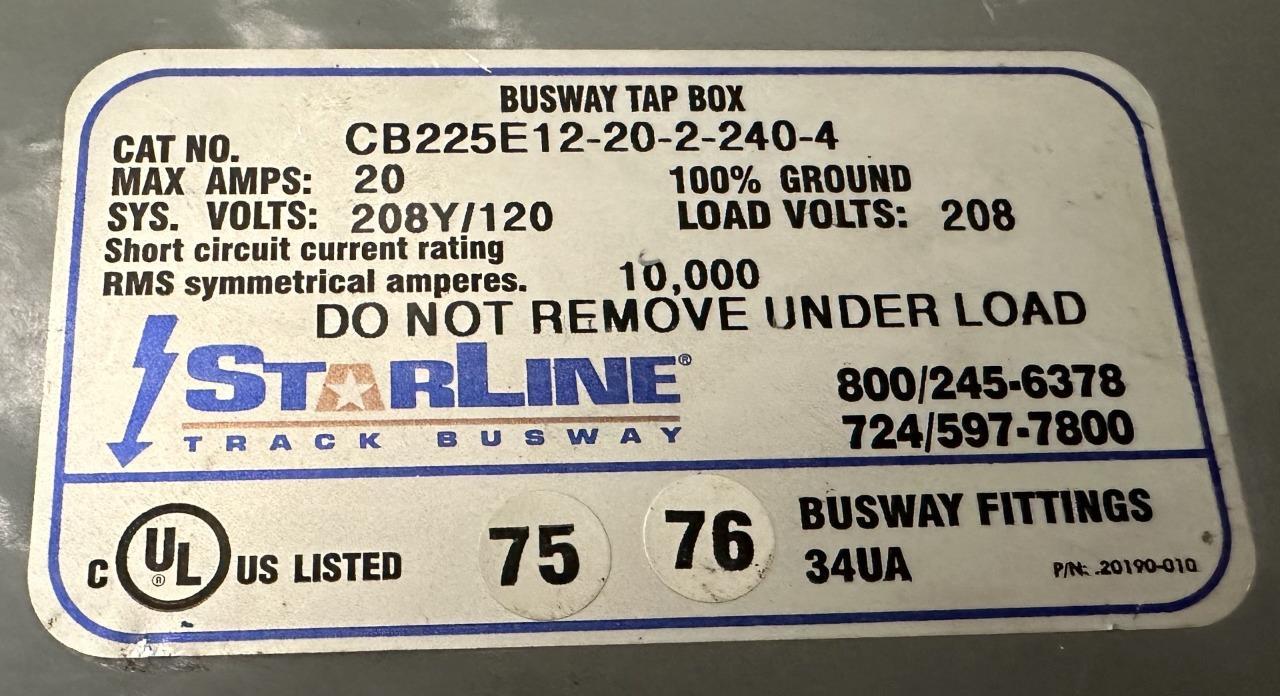 BUSWAY TAP BOX
CAT NO. CB225E12-20-2-240-4
MAX AMPS: 20 100% GROUND
SYS. VOLTS: 208Y/120 LOAD VOLTS: 208
Short circuit current rating
RMS symmetrical amperes. 10,000
DO NOT REMOVE UNDER LOAD
STARLINE®
TRACK BUSWAY
800/245-6378
724/597-7800
C UL® US LISTED
75 76
BUSWAY FITTINGS
34UA
P/N: .20190-010